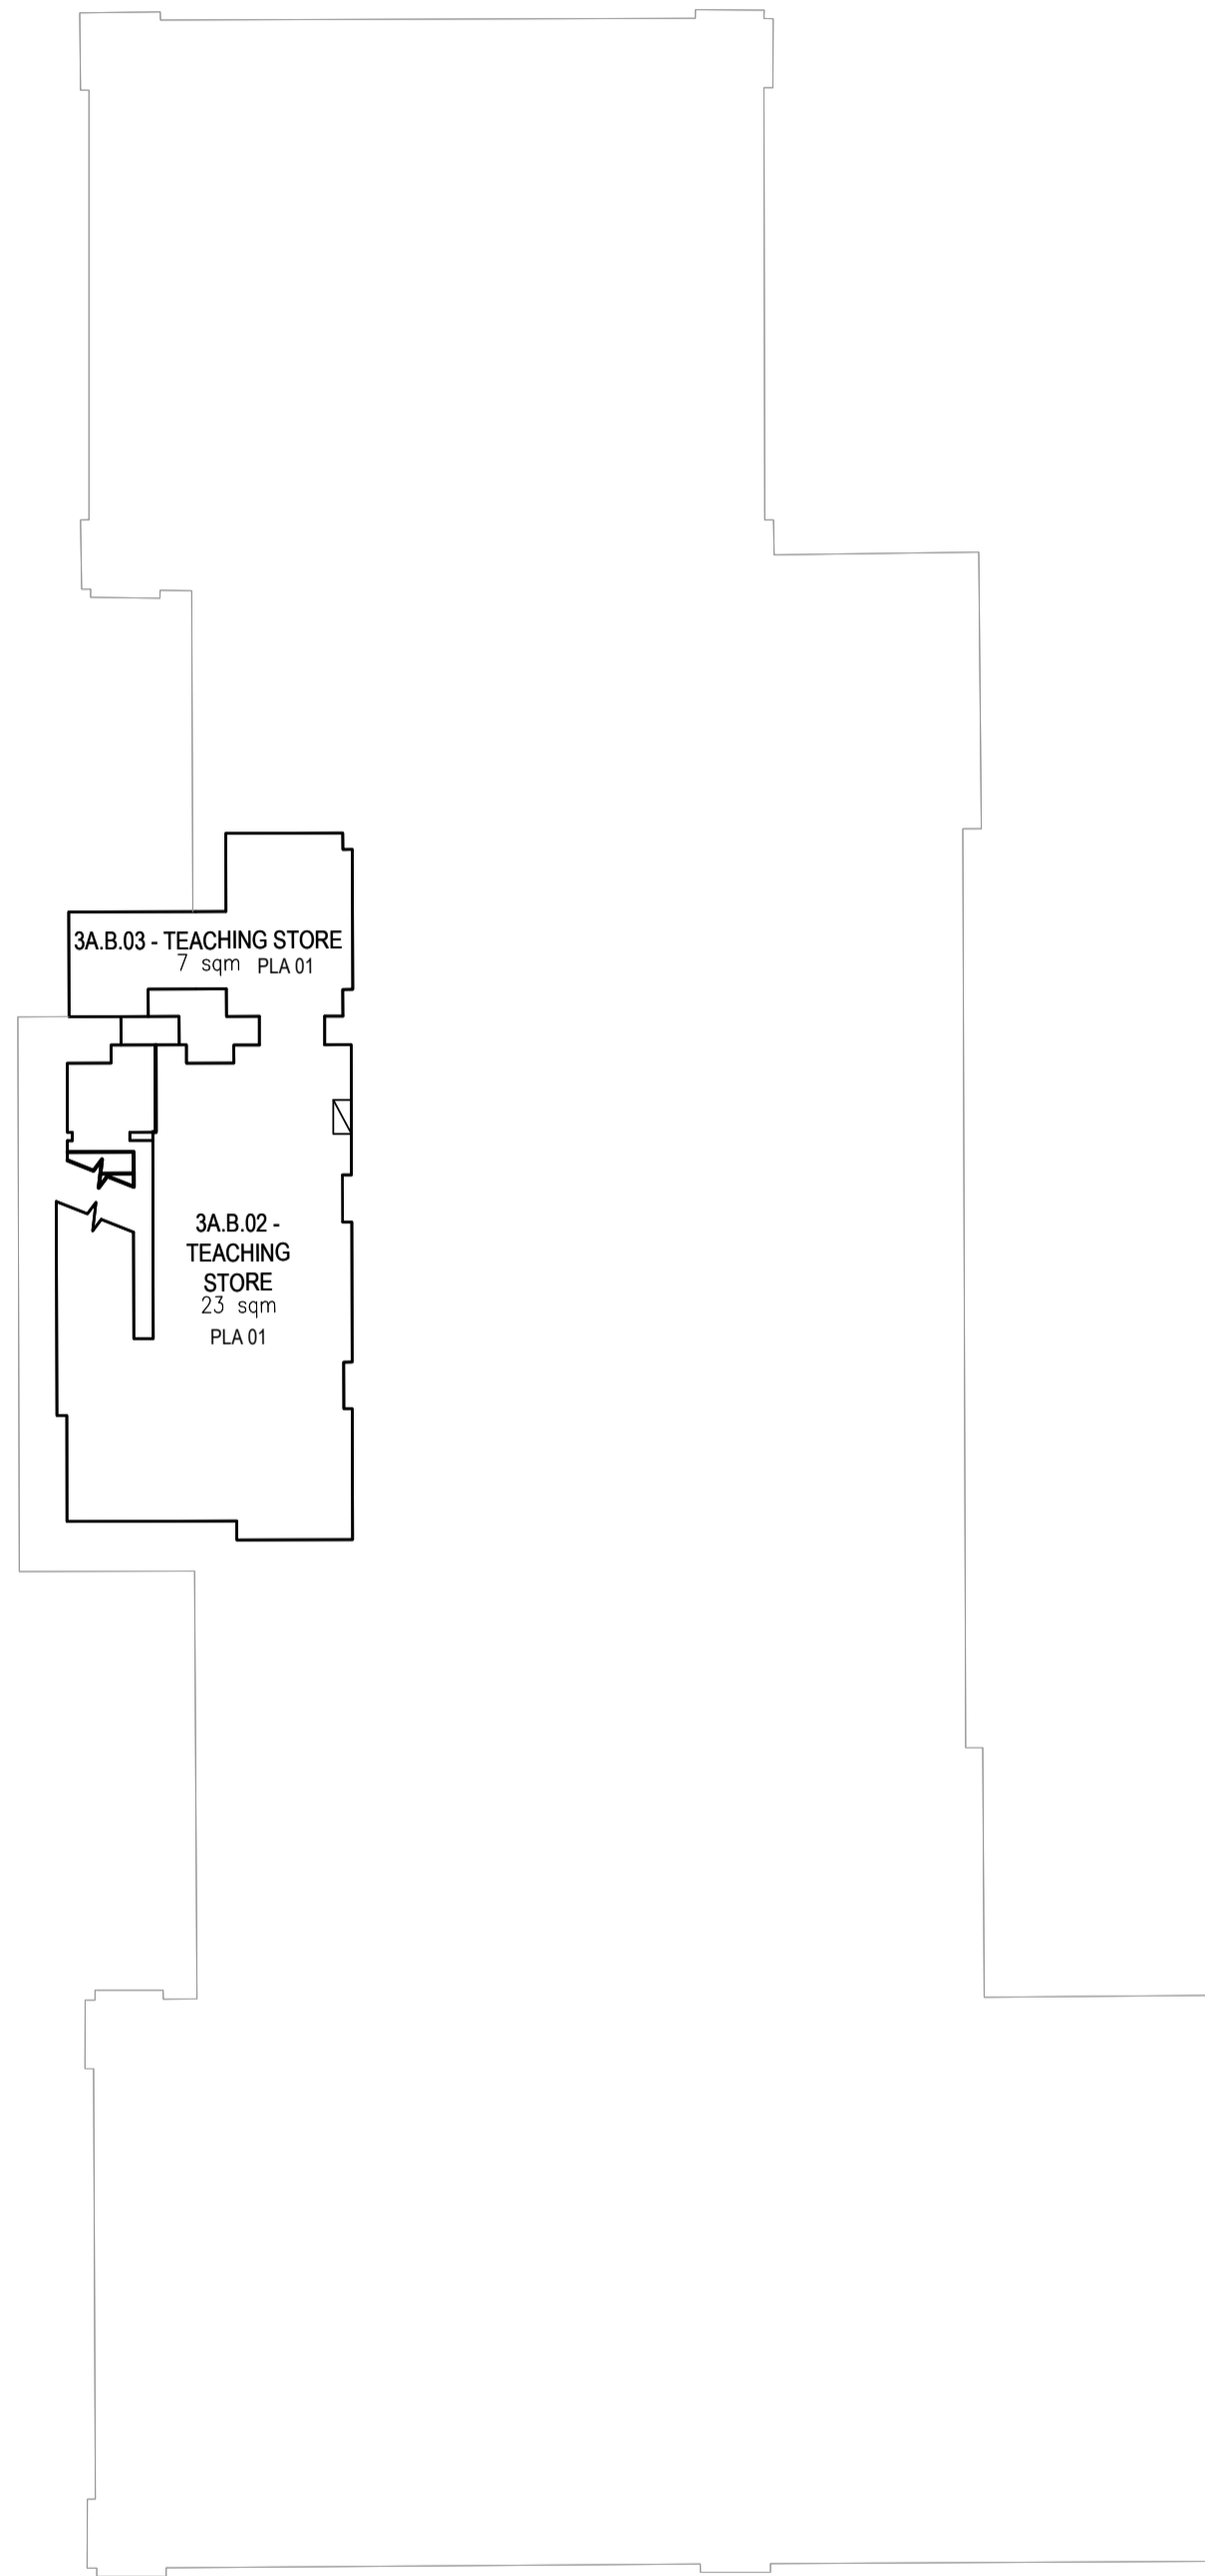 3A.B.03 - TEACHING STORE
7 sqm PLA 01
3A.B.02 -
TEACHING
STORE
23 sqm
PLA 01